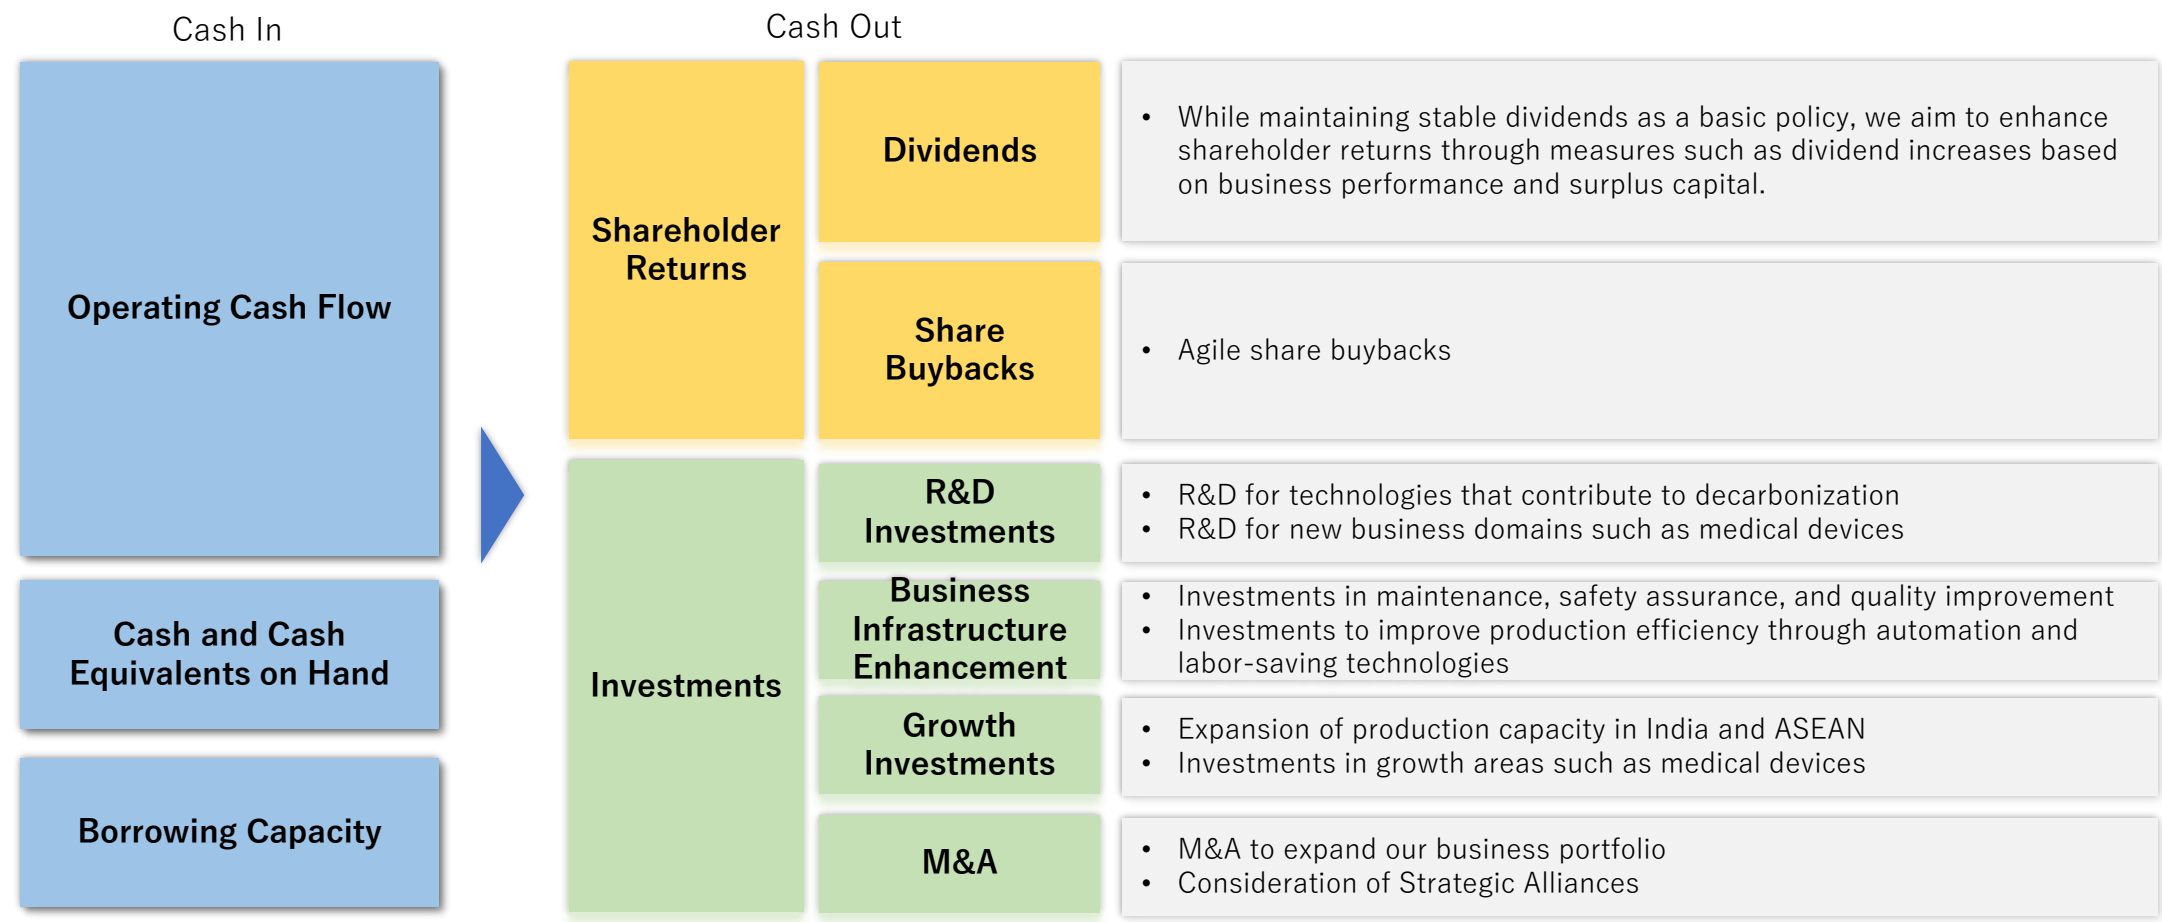 Cash In
Cash Out
Operating Cash Flow
Cash and Cash
Equivalents on Hand
Borrowing Capacity
Shareholder
Returns
Dividends
• While maintaining stable dividends as a basic policy, we aim to enhance
shareholder returns through measures such as dividend increases based
on business performance and surplus capital.
Share
Buybacks
• Agile share buybacks
Investments
R&D
Investments
• R&D for technologies that contribute to decarbonization
• R&D for new business domains such as medical devices
Business
Infrastructure
Enhancement
• Investments in maintenance, safety assurance, and quality improvement
• Investments to improve production efficiency through automation and
labor-saving technologies
Growth
Investments
• Expansion of production capacity in India and ASEAN
• Investments in growth areas such as medical devices
M&A
• M&A to expand our business portfolio
• Consideration of Strategic Alliances